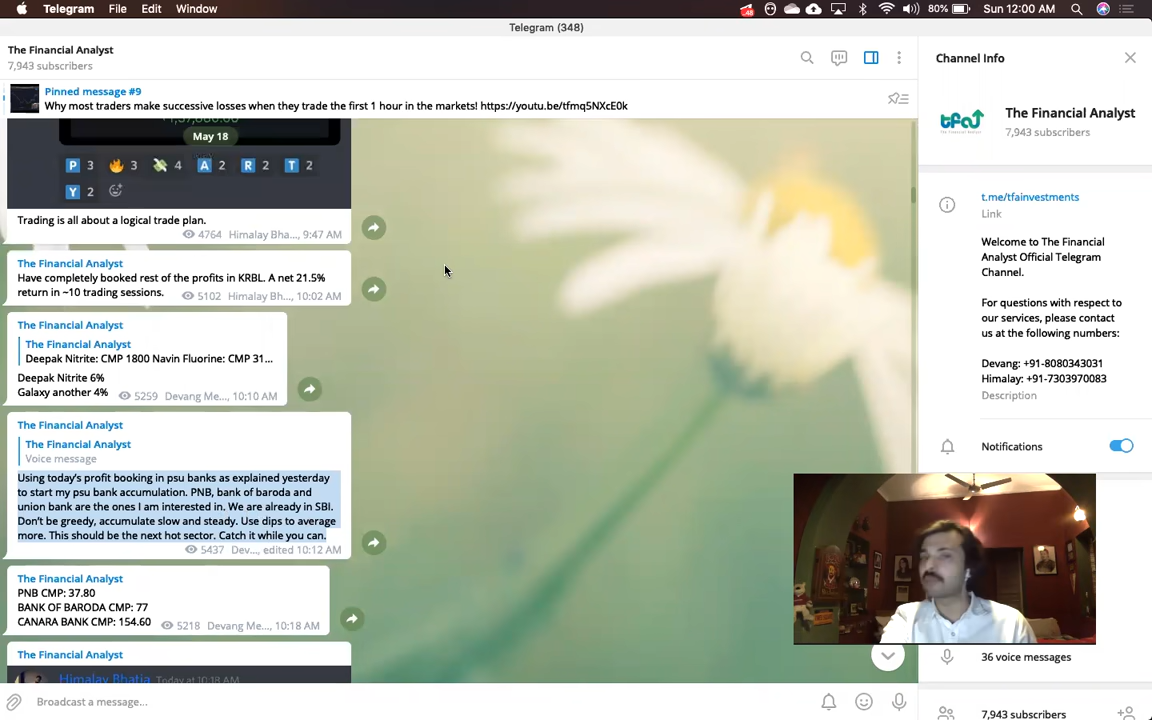 Telegram File Edit Window
80% Sun 12:00 AM
Telegram (348)
The Financial Analyst
7,943 subscribers
Pinned message #9
Why most traders make successive losses when they trade the first 1 hour in the markets! https://youtu.be/tfmq5NXcE0k
May 18
P 3 🔥 3 💸 4 A 2 R 2 T 2
Y 2
Trading is all about a logical trade plan.
4764 Himalay Bha..., 9:47 AM
The Financial Analyst
Have completely booked rest of the profits in KRBL. A net 21.5%
return in ~10 trading sessions. 5102 Himalay Bh..., 10:02 AM
The Financial Analyst
The Financial Analyst
Deepak Nitrite: CMP 1800 Navin Fluorine: CMP 31...
Deepak Nitrite 6%
Galaxy another 4% 5259 Devang Me..., 10:10 AM
The Financial Analyst
The Financial Analyst
Voice message
Using today's profit booking in psu banks as explained yesterday
to start my psu bank accumulation. PNB, bank of baroda and
union bank are the ones I am interested in. We are already in SBI.
Don't be greedy, accumulate slow and steady. Use dips to average
more. This should be the next hot sector. Catch it while you can.
5437 Dev..., edited 10:12 AM
The Financial Analyst
PNB CMP: 37.80
BANK OF BARODA CMP: 77
CANARA BANK CMP: 154.60 5218 Devang Me..., 10:18 AM
The Financial Analyst
Himalay Bhatia Today at 10:18 AM
Broadcast a message...
Channel Info
tfa
The Financial Analyst
7,943 subscribers
t.me/tfainvestments
Link
Welcome to The Financial
Analyst Official Telegram
Channel.
For questions with respect to
our services, please contact
us at the following numbers:
Devang: +91-8080343031
Himalay: +91-7303970083
Description
Notifications
36 voice messages
7,943 subscribers